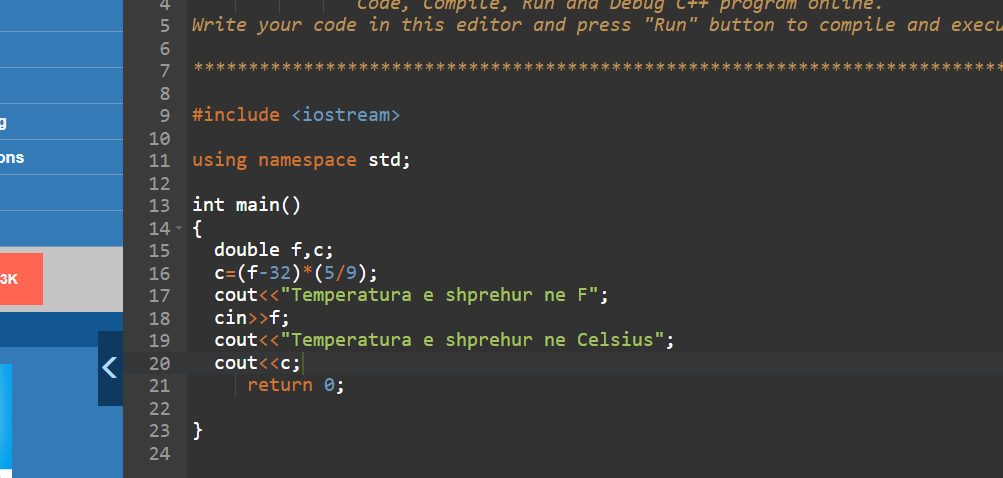 4 Code, Compile, Run and Debug C++ program online.
5 Write your code in this editor and press "Run" button to compile and
6
7 *******************************************************************************
8
9 #include <iostream>
10
11 using namespace std;
12
13 int main()
14 {
15 double f,c;
16 c=(f-32)*(5/9);
17 cout<<"Temperatura e shprehur ne F";
18 cin>>f;
19 cout<<"Temperatura e shprehur ne Celsius";
20 cout<<c;
21 return 0;
22
23 }
24
3K